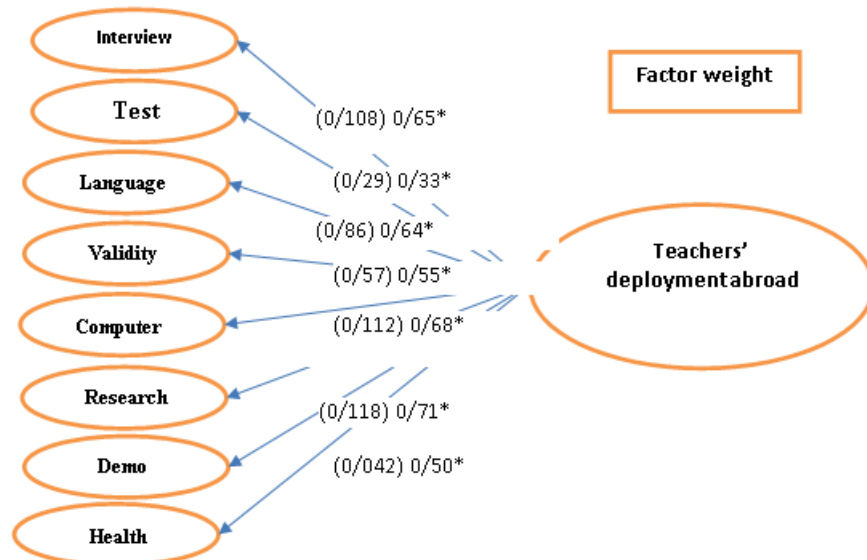 Interview
Test
Language
Validity
Computer
Research
Demo
Health
(0/108) 0/65*
(0/29) 0/33*
(0/86) 0/64*
(0/57) 0/55*
(0/112) 0/68*
(0/118) 0/71*
(0/042) 0/50*
Factor weight
Teachers'
deploymentabroad